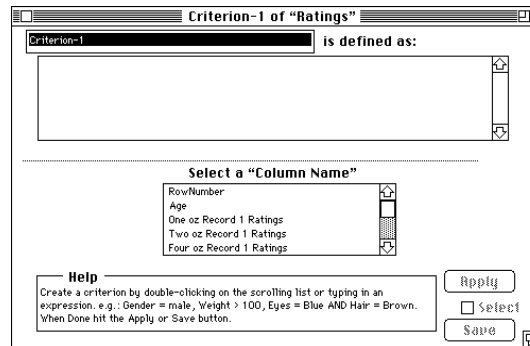 Criterion-1 of “Ratings”
Criterion-1 is defined as:
Select a “Column Name”
RowNumber
Age
One oz Record 1 Ratings
Two oz Record 1 Ratings
Four oz Record 1 Ratings
Help
Create a criterion by double-clicking on the scrolling list or typing in an
expression. e.g.: Gender = male, Weight > 100, Eyes = Blue AND Hair = Brown.
When Done hit the Apply or Save button.
Apply
Select
Save